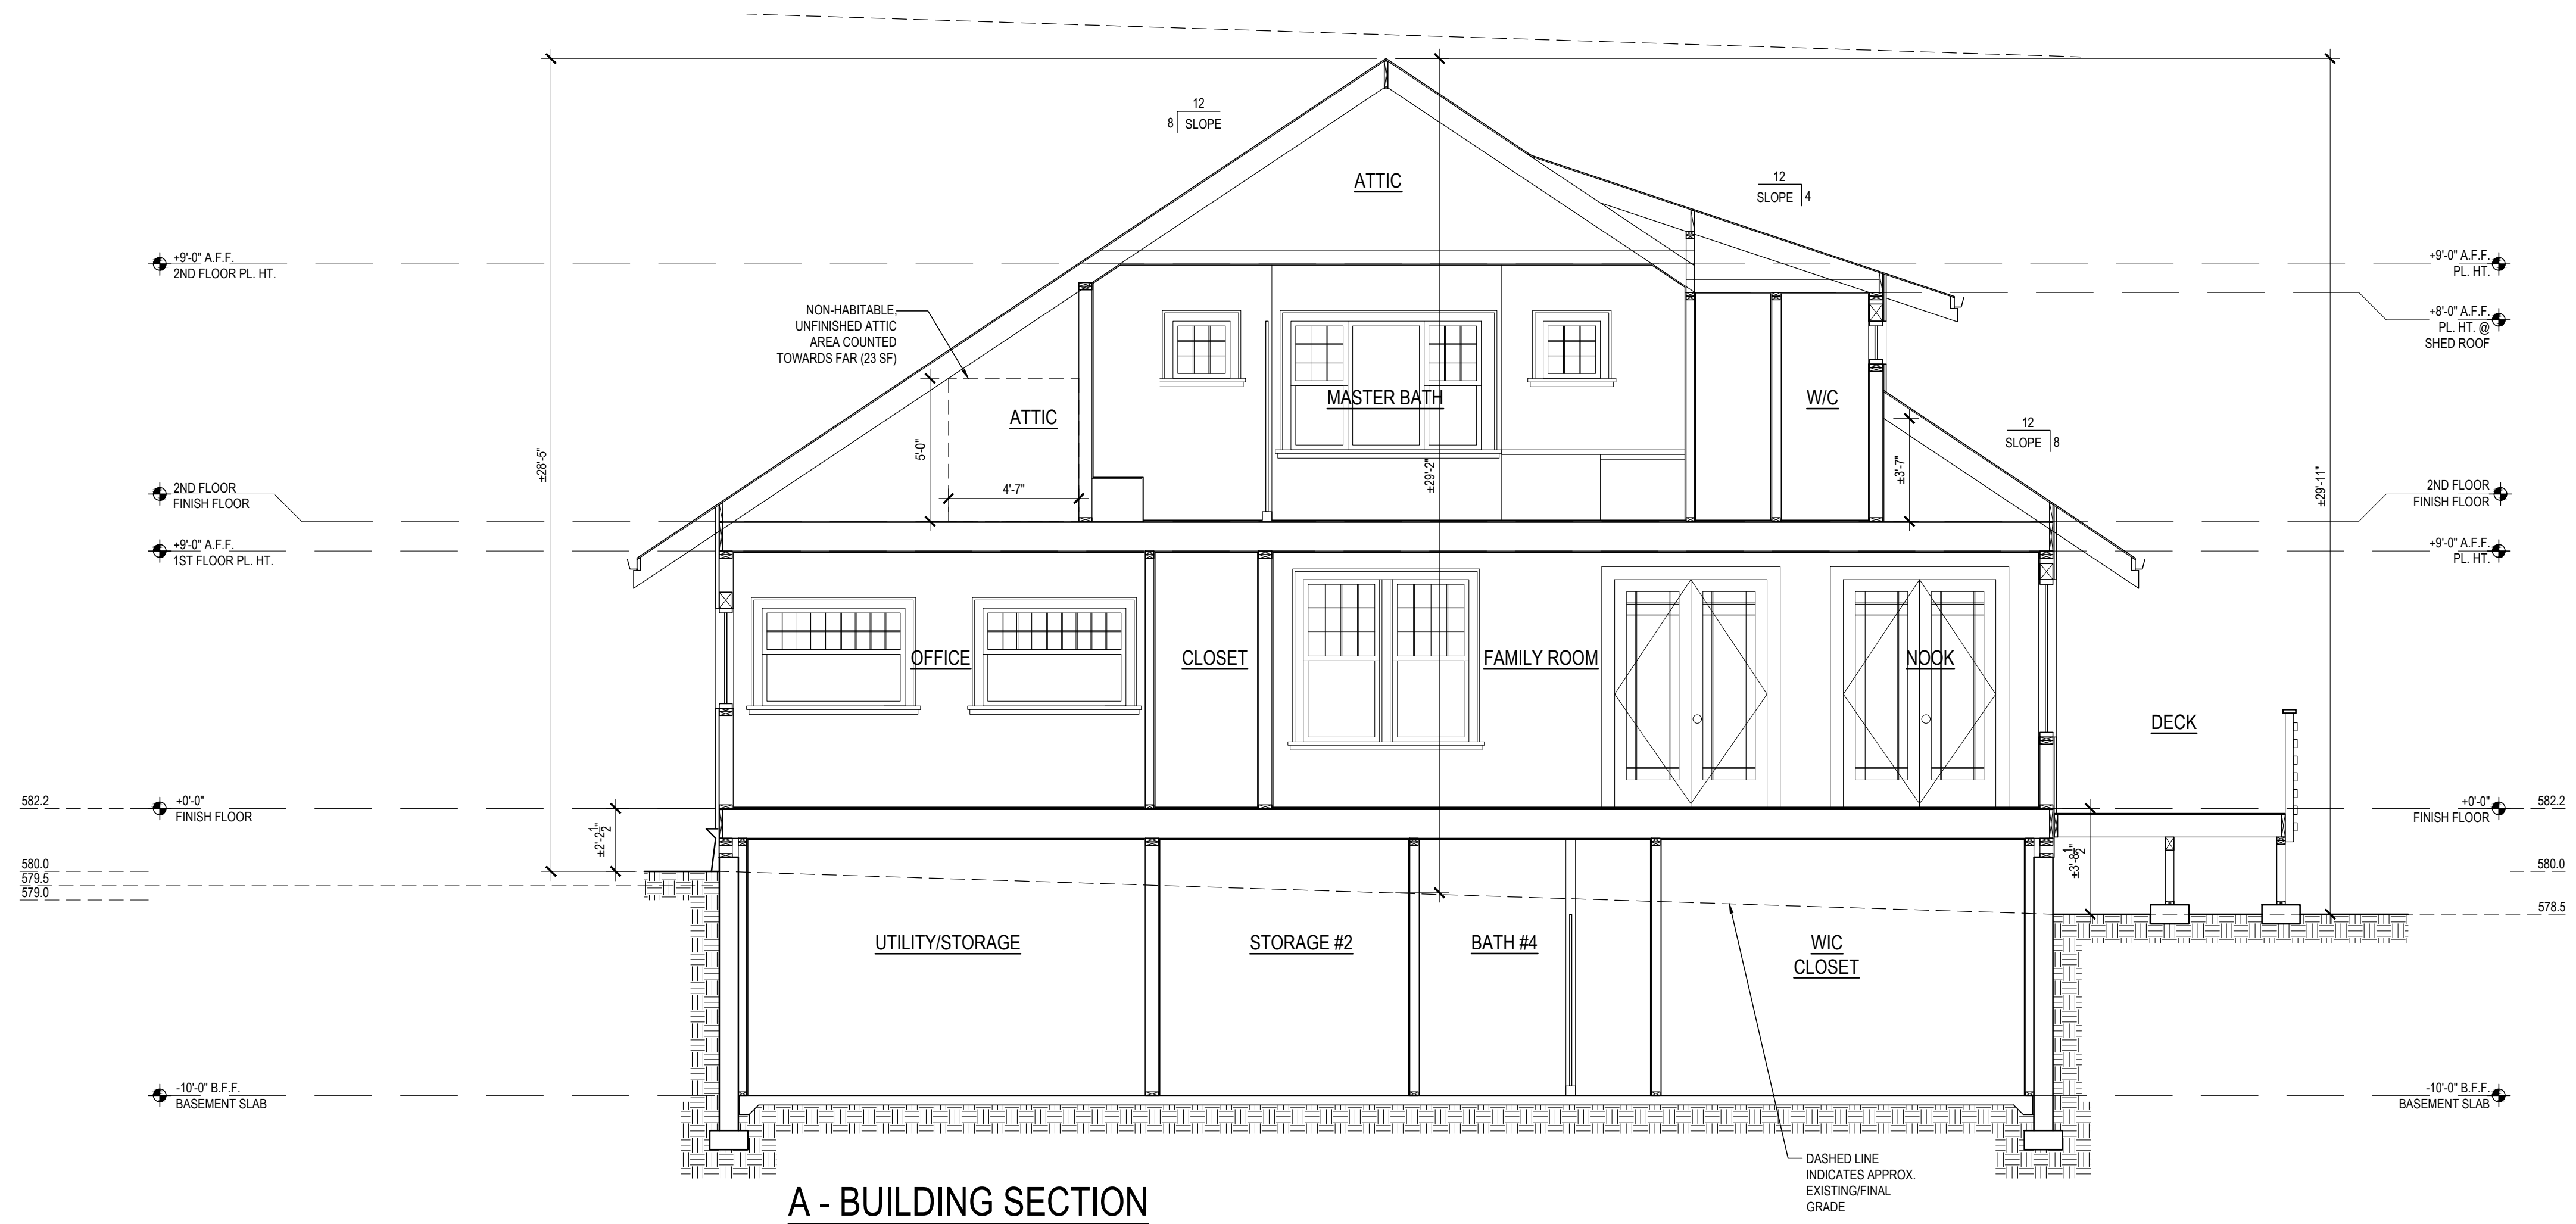 12
8 SLOPE
ATTIC
12
SLOPE 4
+9'-0" A.F.F.
2ND FLOOR PL. HT.
+9'-0" A.F.F.
PL. HT.
NON-HABITABLE,
UNFINISHED ATTIC
AREA COUNTED
TOWARDS FAR (23 SF)
+8'-0" A.F.F.
PL. HT. @
SHED ROOF
MASTER BATH
W/C
ATTIC
12
SLOPE 8
5'-0"
±28'-5"
±29'-2"
±3'-7"
±29'-11"
4'-7"
2ND FLOOR
FINISH FLOOR
2ND FLOOR
FINISH FLOOR
+9'-0" A.F.F.
1ST FLOOR PL. HT.
+9'-0" A.F.F.
PL. HT.
OFFICE
CLOSET
FAMILY ROOM
NOOK
DECK
582.2
+0'-0"
FINISH FLOOR
+0'-0"
FINISH FLOOR
582.2
±2'-2 1/2"
±3'-8 1/2"
580.0
579.5
579.0
580.0
578.5
UTILITY/STORAGE
STORAGE #2
BATH #4
WIC
CLOSET
-10'-0" B.F.F.
BASEMENT SLAB
-10'-0" B.F.F.
BASEMENT SLAB
DASHED LINE
INDICATES APPROX.
EXISTING/FINAL
GRADE
A - BUILDING SECTION